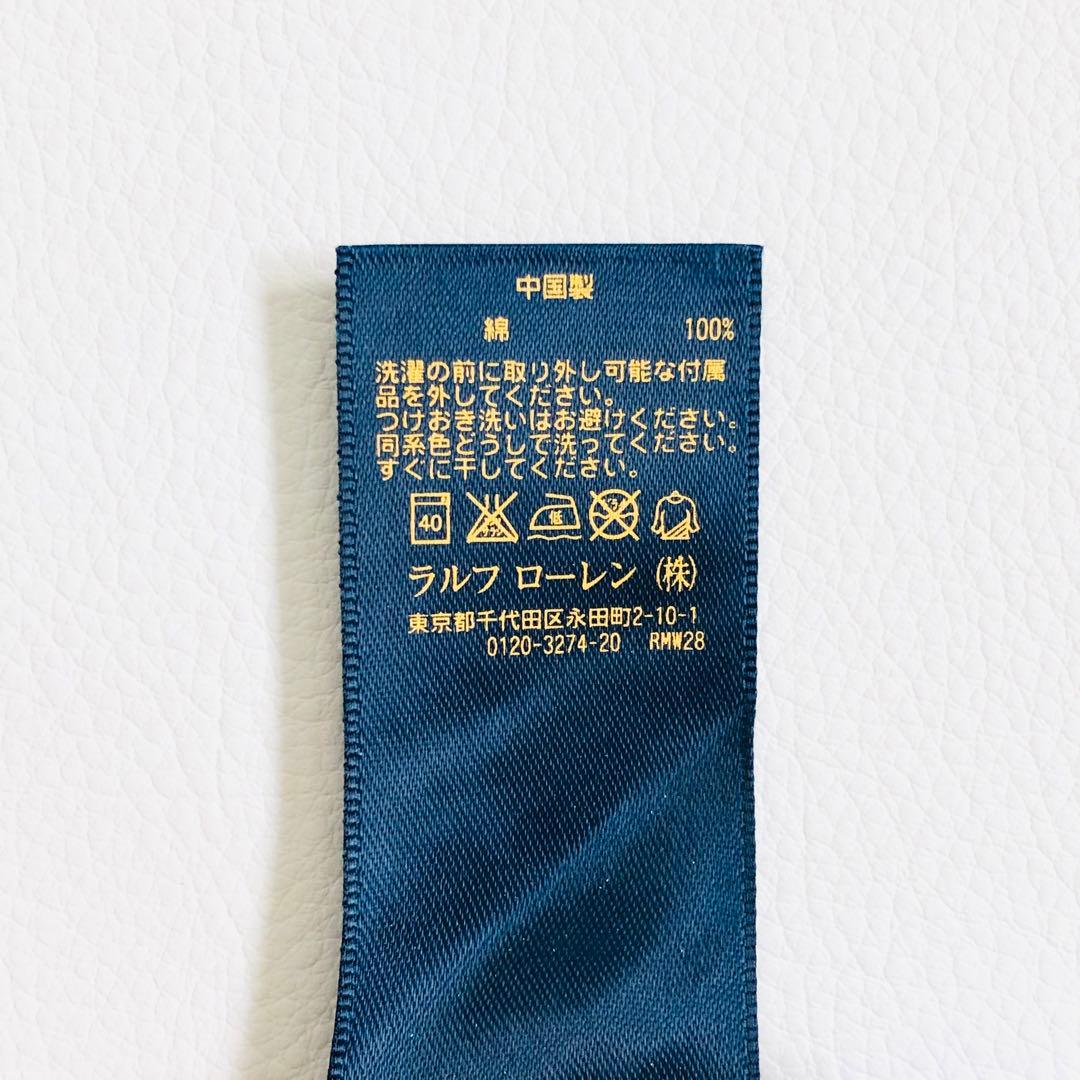 中国製
綿 100%
洗濯の前に取り外し可能な付属
品を外してください。
つけおき洗いはお避けください。
同系色どうしで洗ってください。
すぐに干してください。
40 低
ラルフ ローレン (株)
東京都千代田区永田町2-10-1
0120-3274-20 RMW28